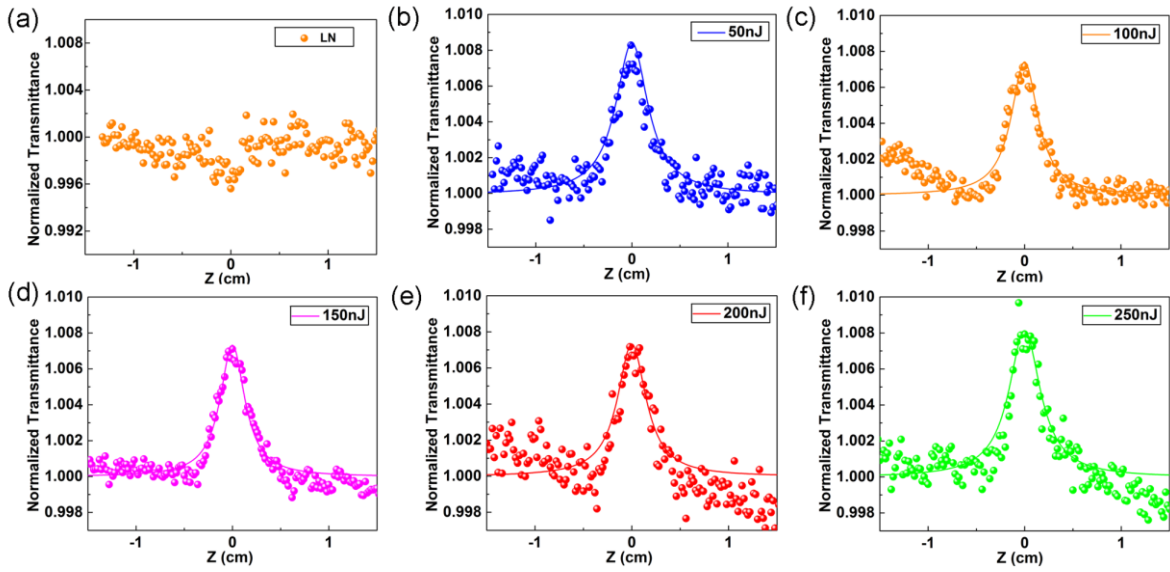 (a)
LN
Normalized Transmittance
1.008
1.004
1.000
0.996
0.992
-1 0 1
Z (cm)
(b)
50nJ
Normalized Transmittance
1.010
1.008
1.006
1.004
1.002
1.000
0.998
-1 0 1
Z (cm)
(c)
100nJ
Normalized Transmittance
1.010
1.008
1.006
1.004
1.002
1.000
0.998
-1 0 1
Z (cm)
(d)
150nJ
Normalized Transmittance
1.010
1.008
1.006
1.004
1.002
1.000
0.998
-1 0 1
Z (cm)
(e)
200nJ
Normalized Transmittance
1.010
1.008
1.006
1.004
1.002
1.000
0.998
-1 0 1
Z (cm)
(f)
250nJ
Normalized Transmittance
1.010
1.008
1.006
1.004
1.002
1.000
0.998
-1 0 1
Z (cm)